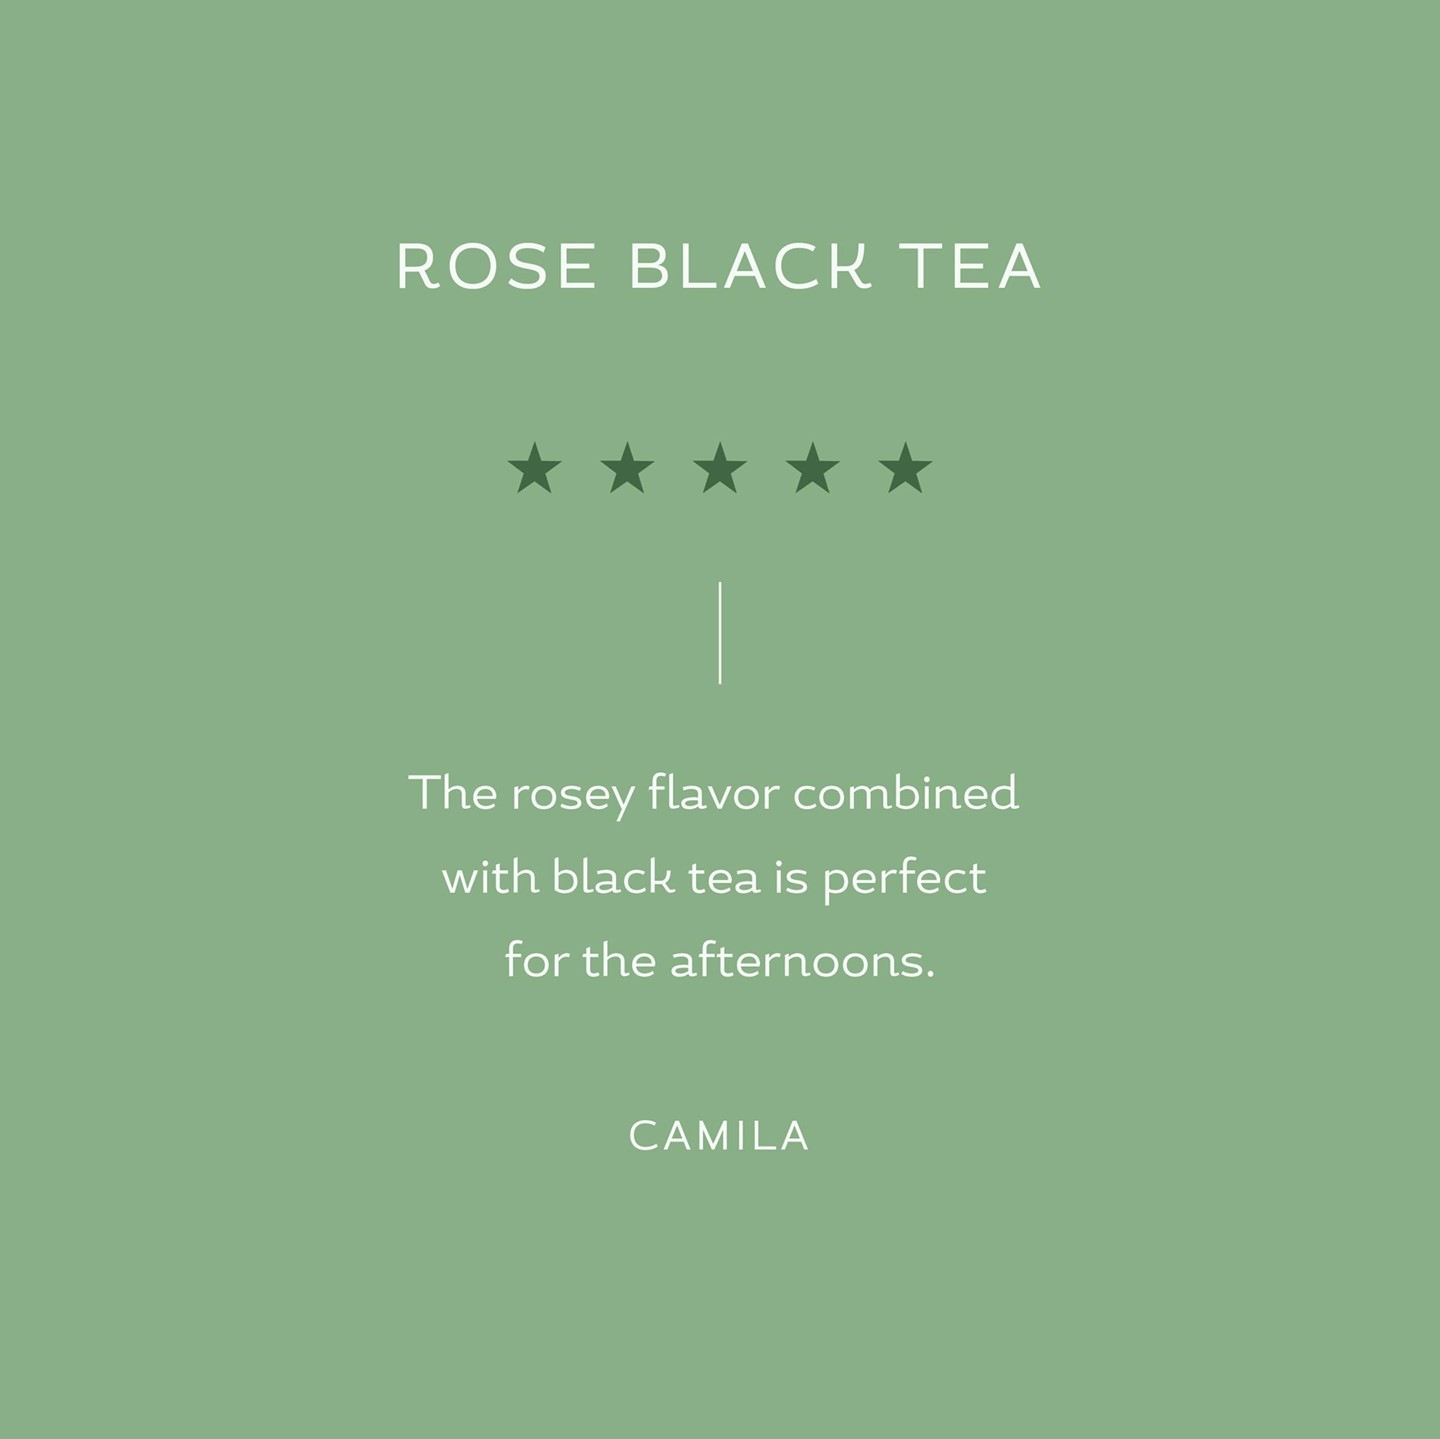 ROSE BLACK TEA
The rosey flavor combined
with black tea is perfect
for the afternoons.
CAMILA